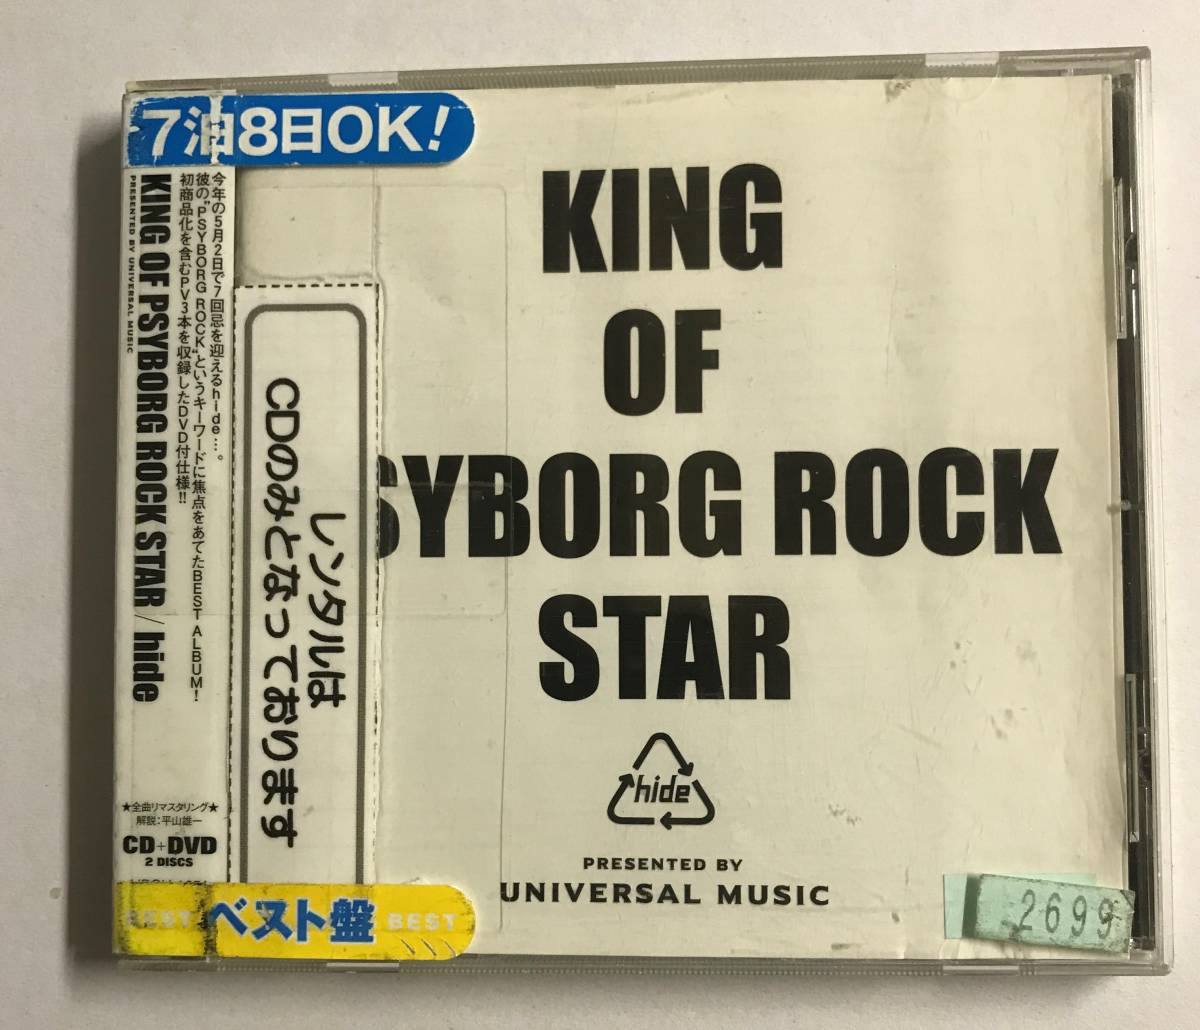 7泊8日OK!
今年の5月2日で7回忌を迎えるhide…。
彼の"PSYBORG ROCK"というキーワードに焦点をあてたBEST ALBUM!
初商品化を含むPV3本を収録したDVD付仕様!!
KING OF PSYBORG ROCK STAR / hide
PRESENTED BY UNIVERSAL MUSIC
★全曲リマスタリング★
解説:平山雄一
CD+DVD
2 DISCS
レンタルは
CDのみとなっております
BEST ベスト盤 BEST
KING
OF
SYBORG ROCK
STAR
hide
PRESENTED BY
UNIVERSAL MUSIC
2699